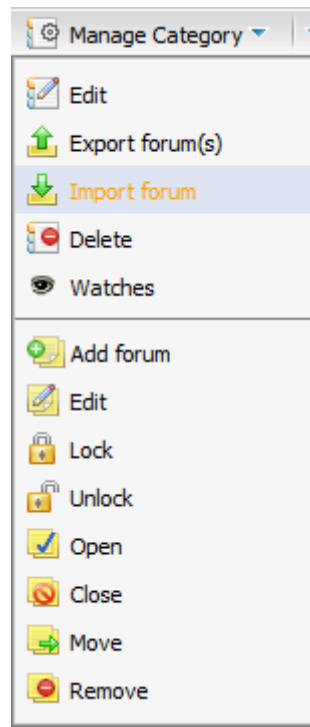 Manage Category
Edit
Export forum(s)
Import forum
Delete
Watches
Add forum
Edit
Lock
Unlock
Open
Close
Move
Remove